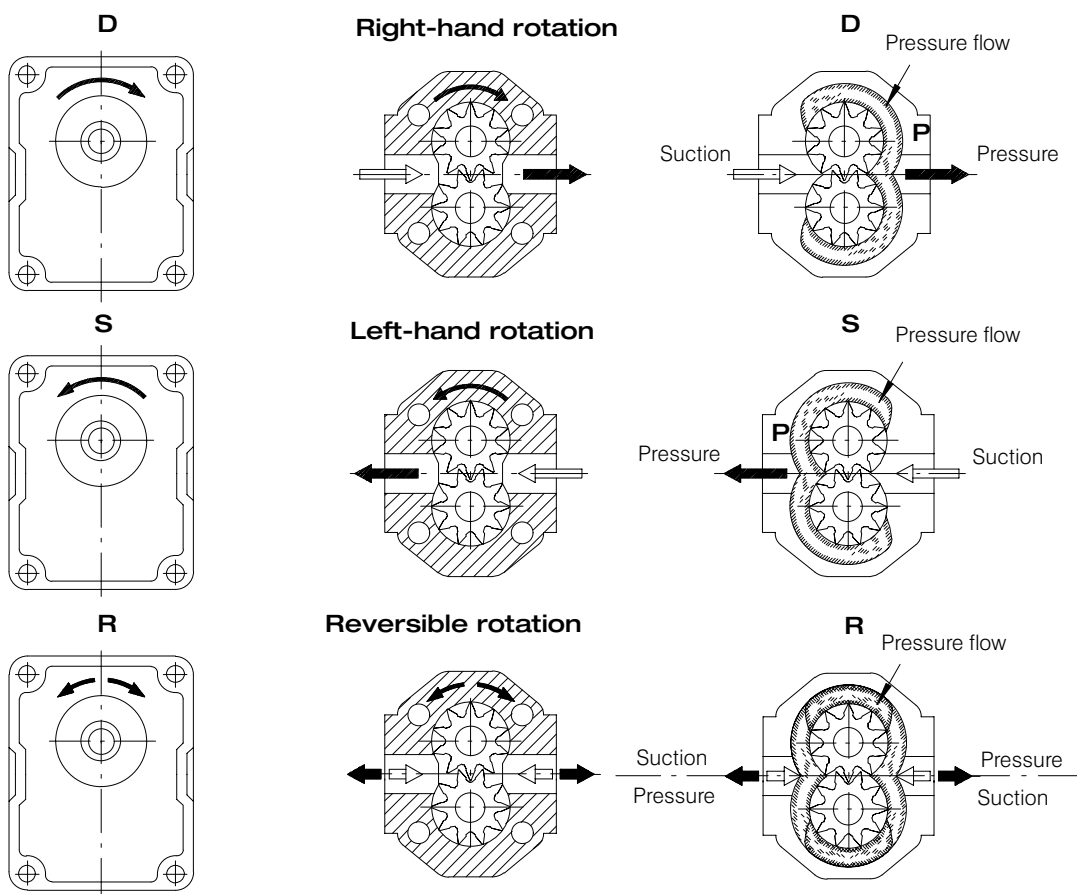 D
Right-hand rotation
D
Pressure flow
P
Suction
Pressure
S
Left-hand rotation
S
Pressure flow
P
Pressure
Suction
R
Reversible rotation
R
Pressure flow
Suction
Pressure
Pressure
Suction